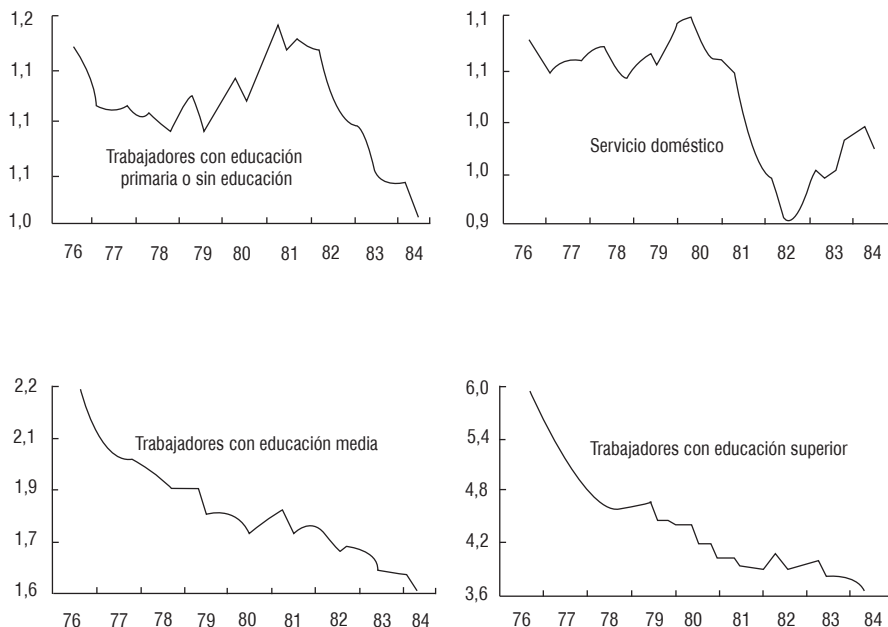 1,2
1,1
1,1
1,1
1,0
Trabajadores con educación
primaria o sin educación
76 77 78 79 80 81 82 83 84
1,1
1,1
1,0
1,0
0,9
Servicio doméstico
76 77 78 79 80 81 82 83 84
2,2
2,1
1,9
1,7
1,6
Trabajadores con educación media
76 77 78 79 80 81 82 83 84
6,0
5,4
4,8
4,2
3,6
Trabajadores con educación superior
76 77 78 79 80 81 82 83 84